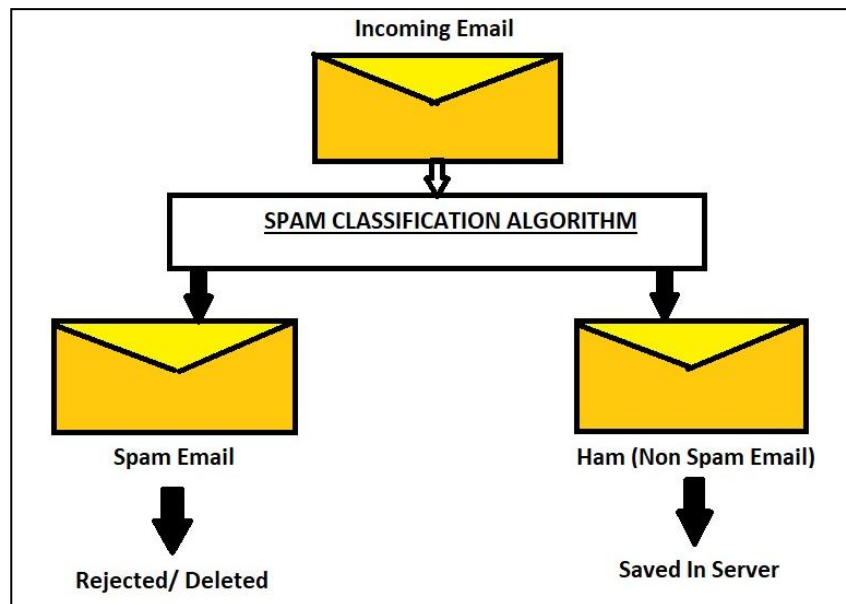 Incoming Email
SPAM CLASSIFICATION ALGORITHM
Spam Email
Ham (Non Spam Email)
Rejected/ Deleted
Saved In Server